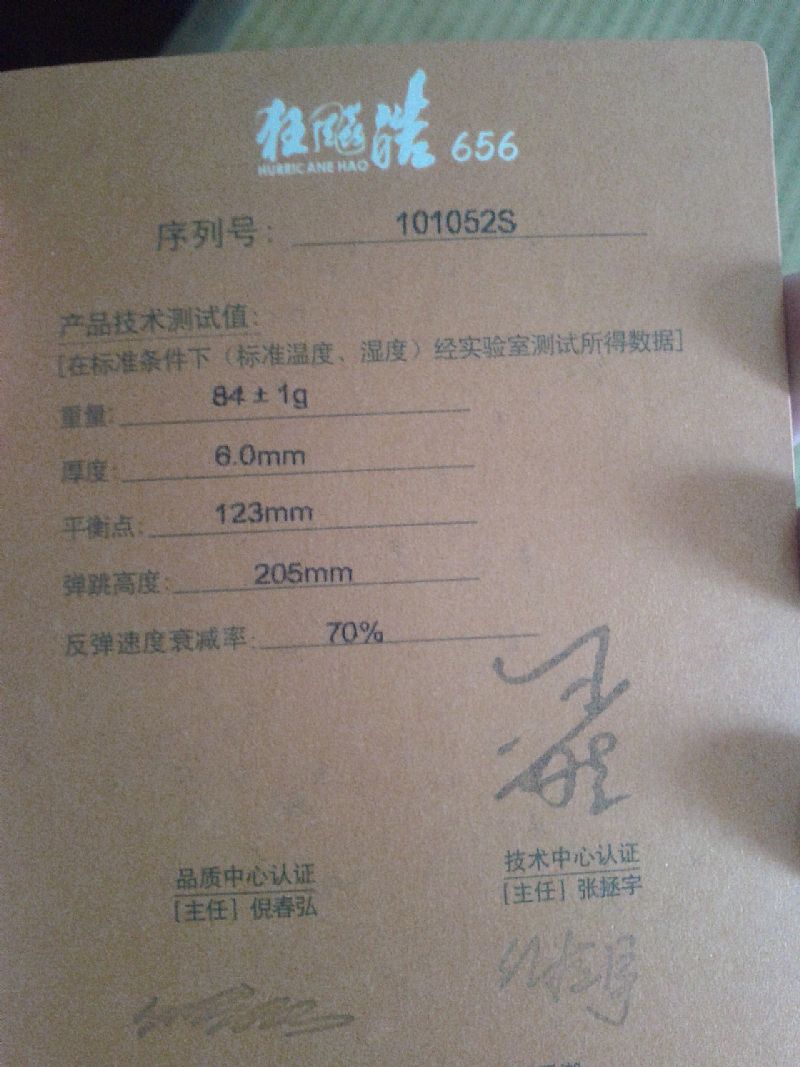 狂飚皓 656
HURRICANE HAO
序列号: 101052S
产品技术测试值:
[在标准条件下（标准温度、湿度）经实验室测试所得数据]
重量: 84±1g
厚度: 6.0mm
平衡点: 123mm
弹跳高度: 205mm
反弹速度衰减率: 70%
品质中心认证
[主任] 倪春弘
技术中心认证
[主任] 张拯宇